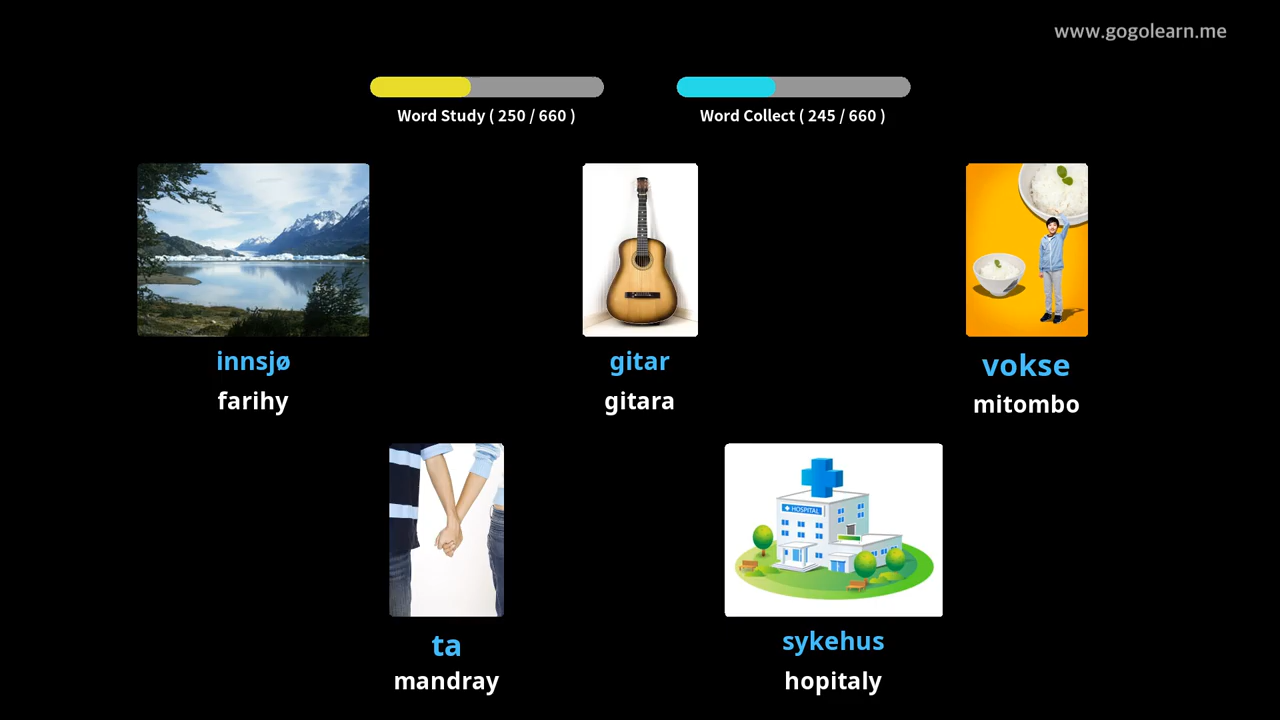 www.gogolearn.me
Word Study ( 250 / 660 )
Word Collect ( 245 / 660 )
innsjø
farihy
gitar
gitara
vokse
mitombo
HOSPITAL
ta
mandray
sykehus
hopitaly